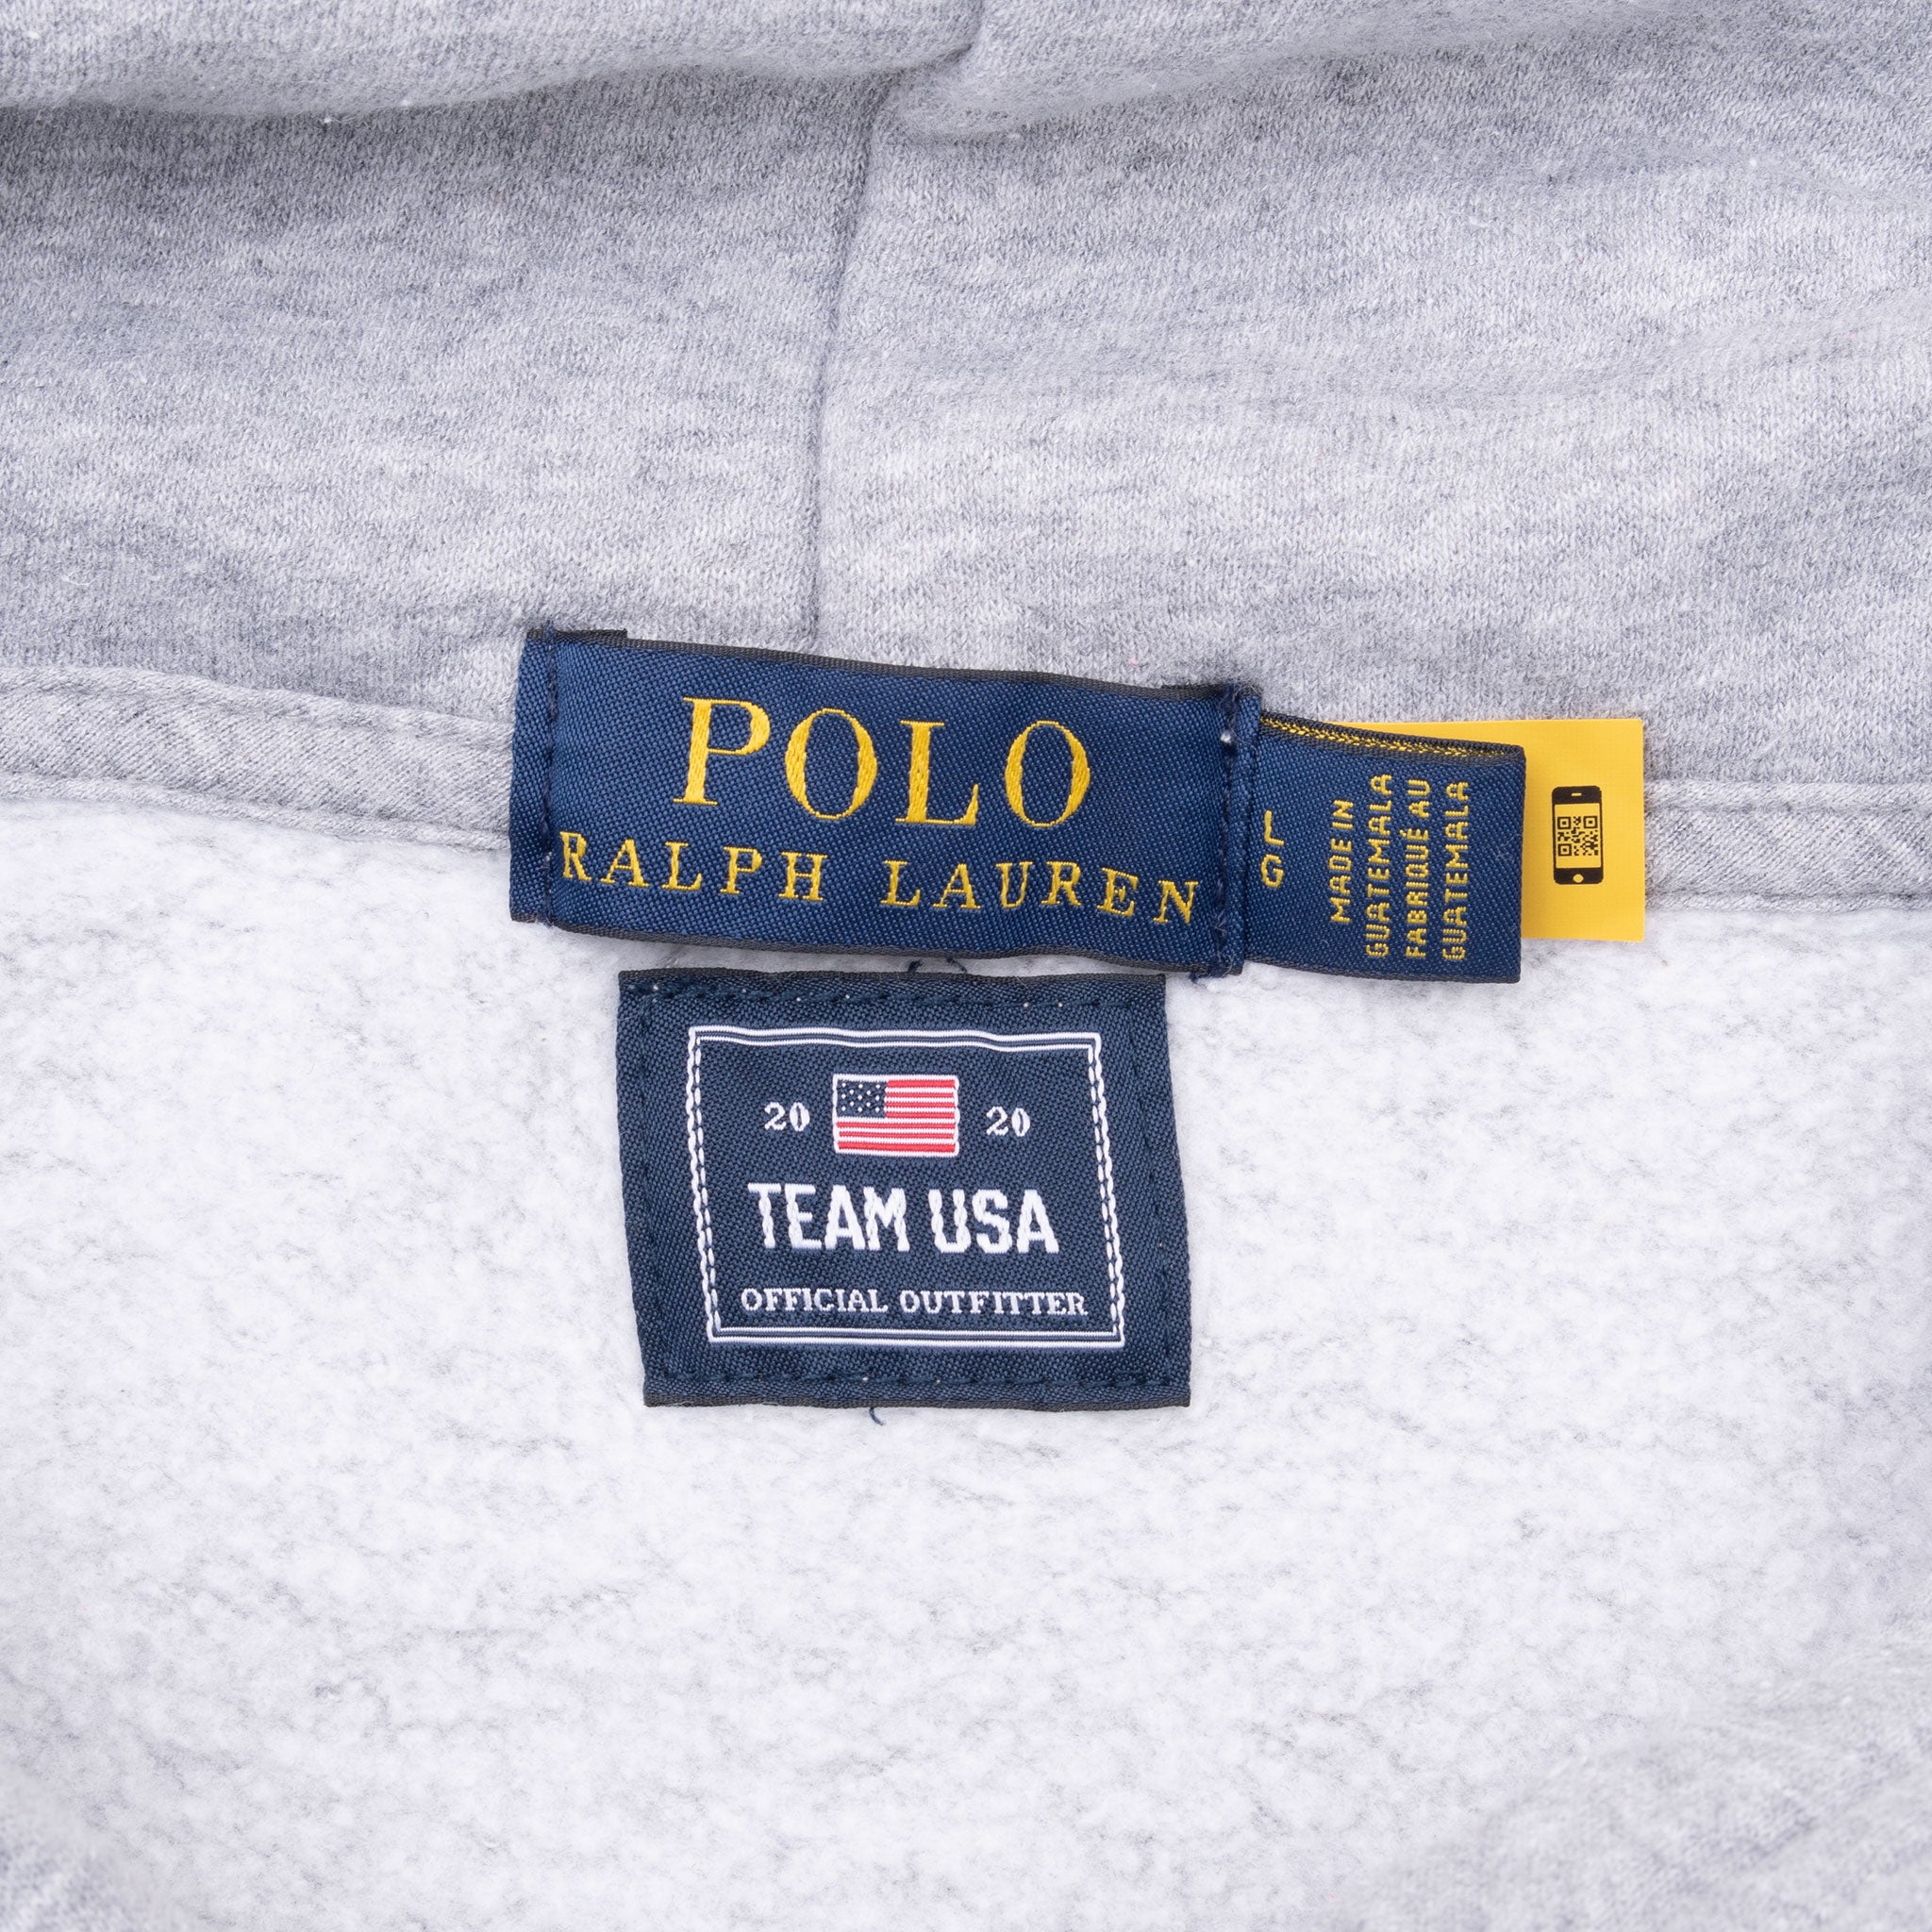 POLO
RALPH LAUREN
L
G
MADE IN
GUATEMALA
FABRIQUÉ AU
GUATEMALA
20 20
TEAM USA
OFFICIAL OUTFITTER